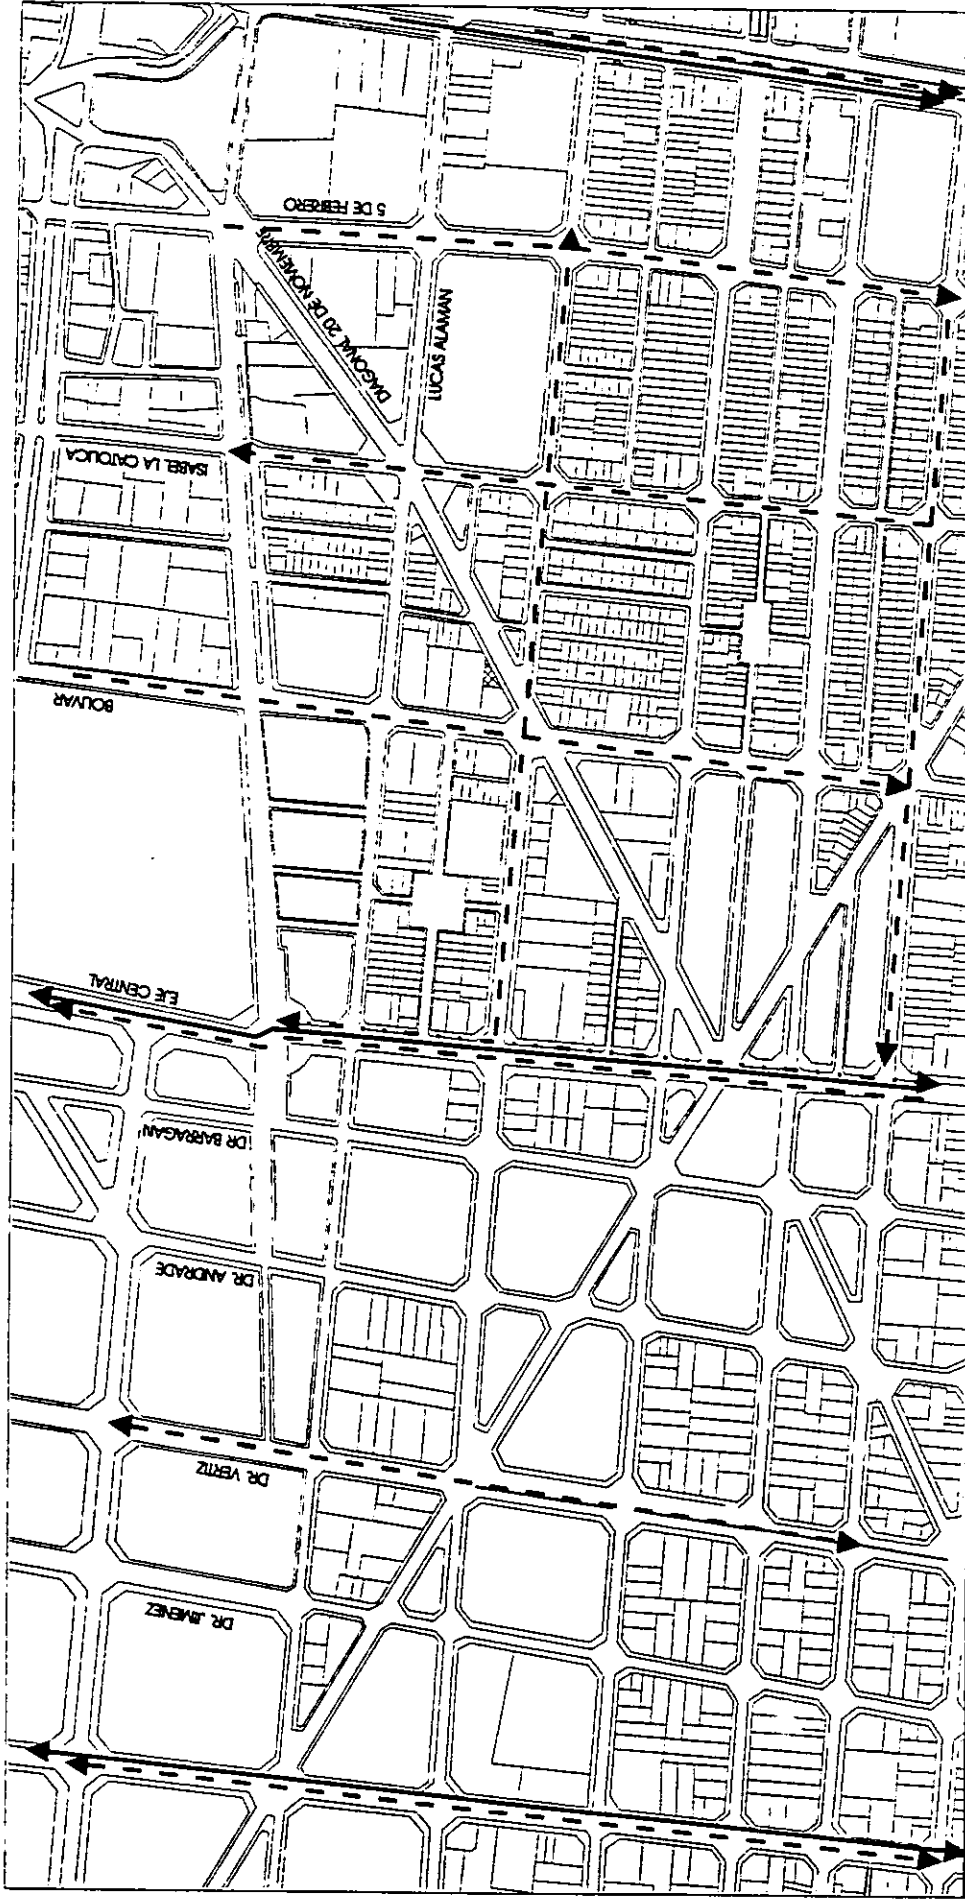 5 DE FEBRERO
DIAGONAL 20 DE NOVIEMBRE
LUCAS ALAMAN
ISABEL LA CATOLICA
BOLIVAR
EJE CENTRAL
DR BARRAGAN
DR. ANDRADE
DR. VERTIZ
DR. JIMENEZ